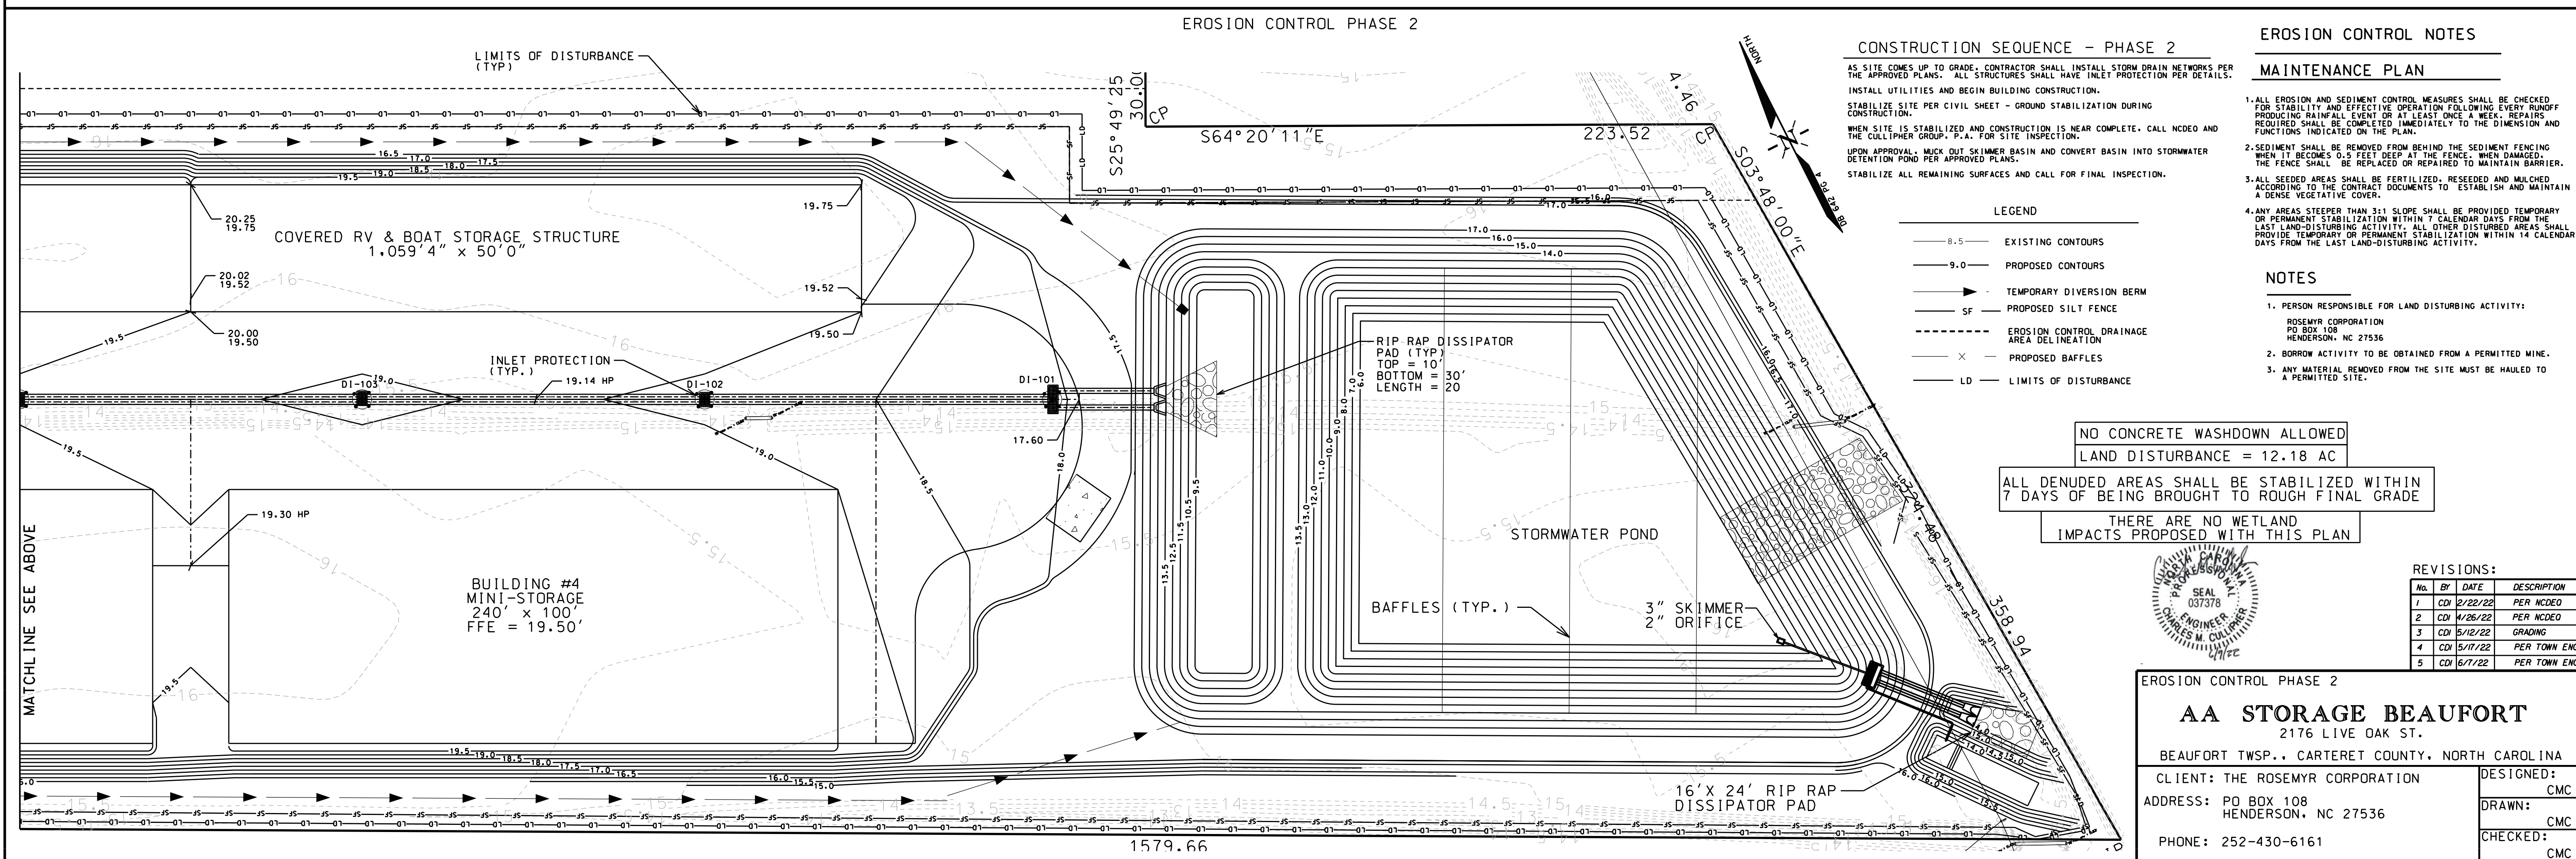 EROSION CONTROL PHASE 2
LIMITS OF DISTURBANCE
(TYP)
S25°49'25
30.00
CP
S64°20'11"E
223.52
CP
4.46
S03°48'00"E
NORTH
DB 642 PG 4
CONSTRUCTION SEQUENCE - PHASE 2
AS SITE COMES UP TO GRADE, CONTRACTOR SHALL INSTALL STORM DRAIN NETWORKS PER
THE APPROVED PLANS. ALL STRUCTURES SHALL HAVE INLET PROTECTION PER DETAILS.
INSTALL UTILITIES AND BEGIN BUILDING CONSTRUCTION.
STABILIZE SITE PER CIVIL SHEET - GROUND STABILIZATION DURING
CONSTRUCTION.
WHEN SITE IS STABILIZED AND CONSTRUCTION IS NEAR COMPLETE, CALL NCDEQ AND
THE CULLIPHER GROUP, P.A. FOR SITE INSPECTION.
UPON APPROVAL, MUCK OUT SKIMMER BASIN AND CONVERT BASIN INTO STORMWATER
DETENTION POND PER APPROVED PLANS.
STABILIZE ALL REMAINING SURFACES AND CALL FOR FINAL INSPECTION.
EROSION CONTROL NOTES
MAINTENANCE PLAN
1. ALL EROSION AND SEDIMENT CONTROL MEASURES SHALL BE CHECKED
FOR STABILITY AND EFFECTIVE OPERATION FOLLOWING EVERY RUNOFF
PRODUCING RAINFALL EVENT OR AT LEAST ONCE A WEEK. REPAIRS
REQUIRED SHALL BE COMPLETED IMMEDIATELY TO THE DIMENSION AND
FUNCTIONS INDICATED ON THE PLAN.
2. SEDIMENT SHALL BE REMOVED FROM BEHIND THE SEDIMENT FENCING
WHEN IT BECOMES 0.5 FEET DEEP AT THE FENCE. WHEN DAMAGED,
THE FENCE SHALL BE REPLACED OR REPAIRED TO MAINTAIN BARRIER.
3. ALL SEEDED AREAS SHALL BE FERTILIZED, RESEEDED AND MULCHED
ACCORDING TO THE CONTRACT DOCUMENTS TO ESTABLISH AND MAINTAIN
A DENSE VEGETATIVE COVER.
4. ANY AREAS STEEPER THAN 3:1 SLOPE SHALL BE PROVIDED TEMPORARY
OR PERMANENT STABILIZATION WITHIN 7 CALENDAR DAYS FROM THE
LAST LAND-DISTURBING ACTIVITY. ALL OTHER DISTURBED AREAS SHALL
PROVIDE TEMPORARY OR PERMANENT STABILIZATION WITHIN 14 CALENDAR
DAYS FROM THE LAST LAND-DISTURBING ACTIVITY.
LEGEND
8.5 EXISTING CONTOURS
9.0 PROPOSED CONTOURS
TEMPORARY DIVERSION BERM
SF PROPOSED SILT FENCE
EROSION CONTROL DRAINAGE
AREA DELINEATION
X PROPOSED BAFFLES
LD LIMITS OF DISTURBANCE
NOTES
1. PERSON RESPONSIBLE FOR LAND DISTURBING ACTIVITY:
ROSEMYR CORPORATION
PO BOX 108
HENDERSON, NC 27536
2. BORROW ACTIVITY TO BE OBTAINED FROM A PERMITTED MINE.
3. ANY MATERIAL REMOVED FROM THE SITE MUST BE HAULED TO
A PERMITTED SITE.
NO CONCRETE WASHDOWN ALLOWED
LAND DISTURBANCE = 12.18 AC
ALL DENUDED AREAS SHALL BE STABILIZED WITHIN
7 DAYS OF BEING BROUGHT TO ROUGH FINAL GRADE
THERE ARE NO WETLAND
IMPACTS PROPOSED WITH THIS PLAN
20.25
19.75
COVERED RV & BOAT STORAGE STRUCTURE
1,059'4" x 50'0"
19.75
20.02
19.52
19.52
20.00
19.50
19.50
INLET PROTECTION
(TYP.)
19.14 HP
DI-103
DI-102
DI-101
17.60
RIP RAP DISSIPATOR
PAD (TYP)
TOP = 10'
BOTTOM = 30'
LENGTH = 20
19.30 HP
MATCHLINE SEE ABOVE
BUILDING #4
MINI-STORAGE
240' x 100'
FFE = 19.50'
STORMWATER POND
BAFFLES (TYP.)
3" SKIMMER
2" ORIFICE
16'X 24' RIP RAP
DISSIPATOR PAD
324.48
358.94
1579.66
NORTH CAROLINA
PROFESSIONAL
SEAL
037378
ENGINEER
CHARLES M. CULLIPHER
6/7/22
REVISIONS:
No. BY DATE DESCRIPTION
1 CDI 2/22/22 PER NCDEQ
2 CDI 4/26/22 PER NCDEQ
3 CDI 5/12/22 GRADING
4 CDI 5/17/22 PER TOWN ENG
5 CDI 6/7/22 PER TOWN ENG
EROSION CONTROL PHASE 2
AA STORAGE BEAUFORT
2176 LIVE OAK ST.
BEAUFORT TWSP., CARTERET COUNTY, NORTH CAROLINA
CLIENT: THE ROSEMYR CORPORATION
ADDRESS: PO BOX 108
HENDERSON, NC 27536
PHONE: 252-430-6161
DESIGNED:
CMC
DRAWN:
CMC
CHECKED:
CMC